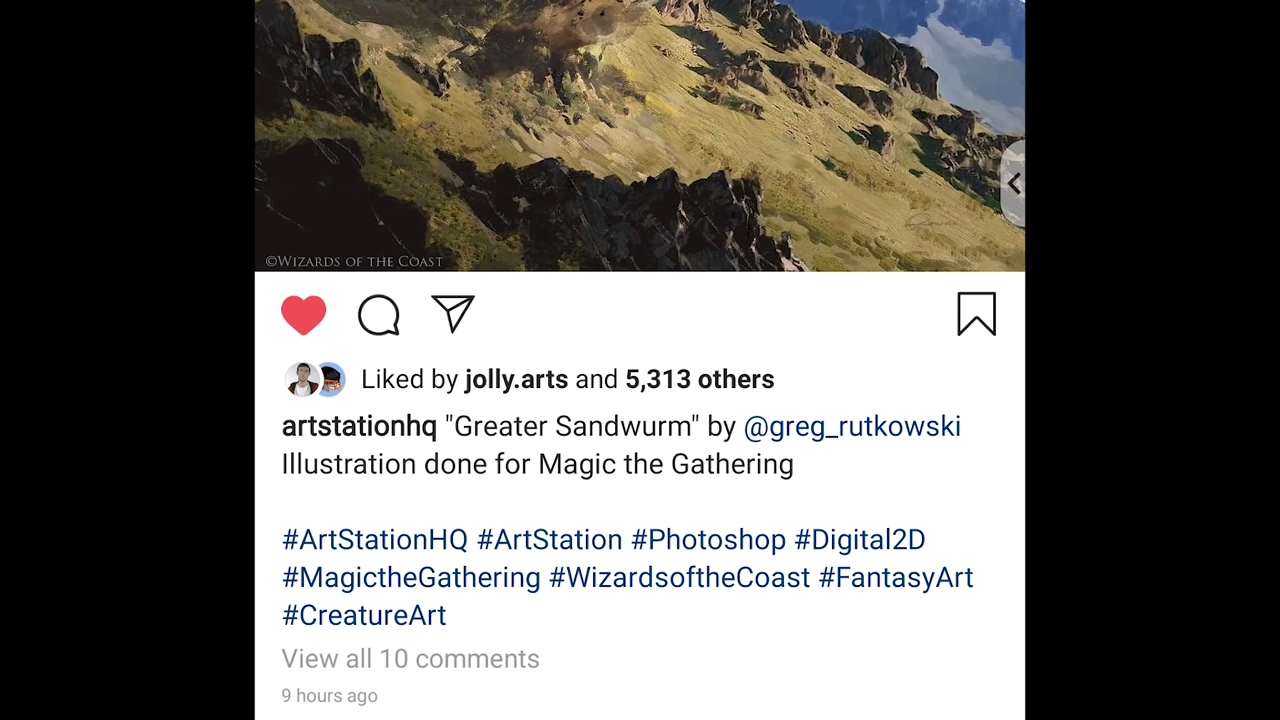 ©WIZARDS OF THE COAST
Liked by jolly.arts and 5,313 others
artstationhq "Greater Sandwurm" by @greg_rutkowski
Illustration done for Magic the Gathering
#ArtStationHQ #ArtStation #Photoshop #Digital2D
#MagictheGathering #WizardsoftheCoast #FantasyArt
#CreatureArt
View all 10 comments
9 hours ago